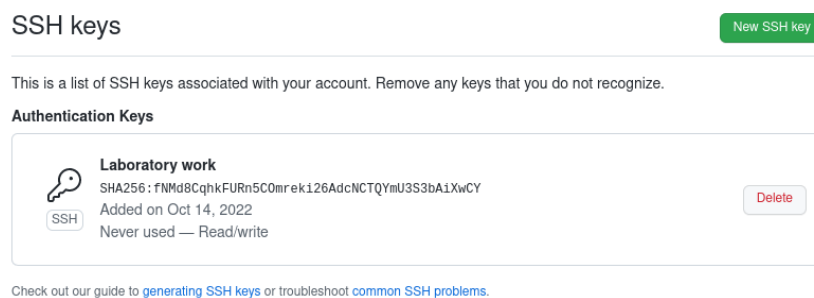 SSH keys
New SSH key
This is a list of SSH keys associated with your account. Remove any keys that you do not recognize.
Authentication Keys
Laboratory work
SHA256:fNMd8CqhkFURn5COmreki26AdcNCTQYmU3S3bAiXwCY
Added on Oct 14, 2022
Never used — Read/write
SSH
Delete
Check out our guide to generating SSH keys or troubleshoot common SSH problems.